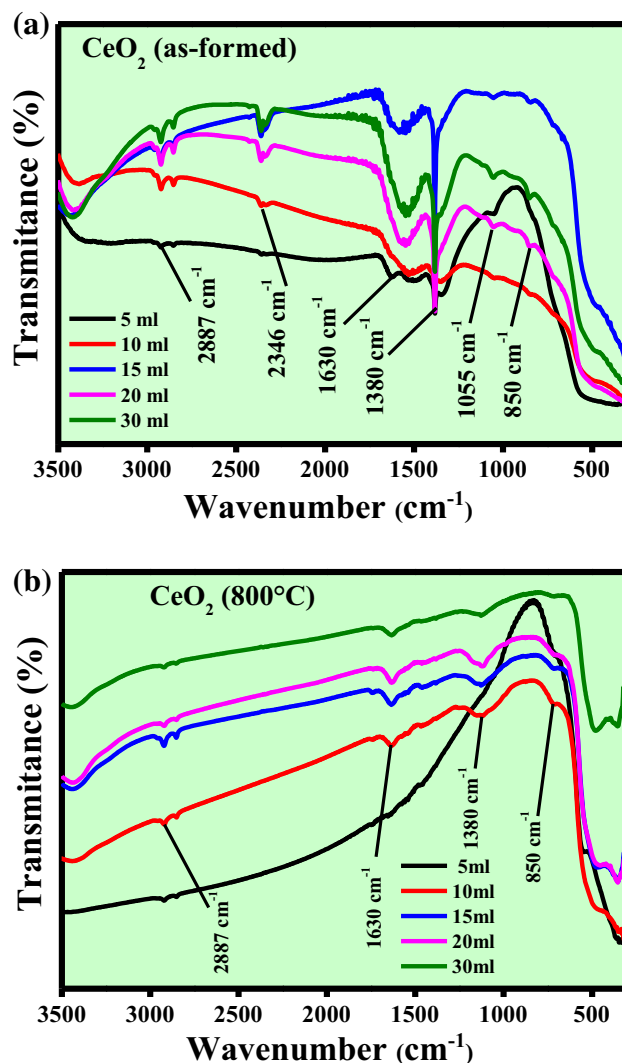 (a)
CeO₂ (as-formed)
Transmitance (%)
2887 cm⁻¹
2346 cm⁻¹
1630 cm⁻¹
1380 cm⁻¹
1055 cm⁻¹
850 cm⁻¹
5 ml
10 ml
15 ml
20 ml
30 ml
3500 3000 2500 2000 1500 1000 500
Wavenumber (cm⁻¹)
(b)
CeO₂ (800°C)
Transmitance (%)
2887 cm⁻¹
1630 cm⁻¹
1380 cm⁻¹
850 cm⁻¹
5ml
10ml
15ml
20ml
30ml
3500 3000 2500 2000 1500 1000 500
Wavenumber (cm⁻¹)